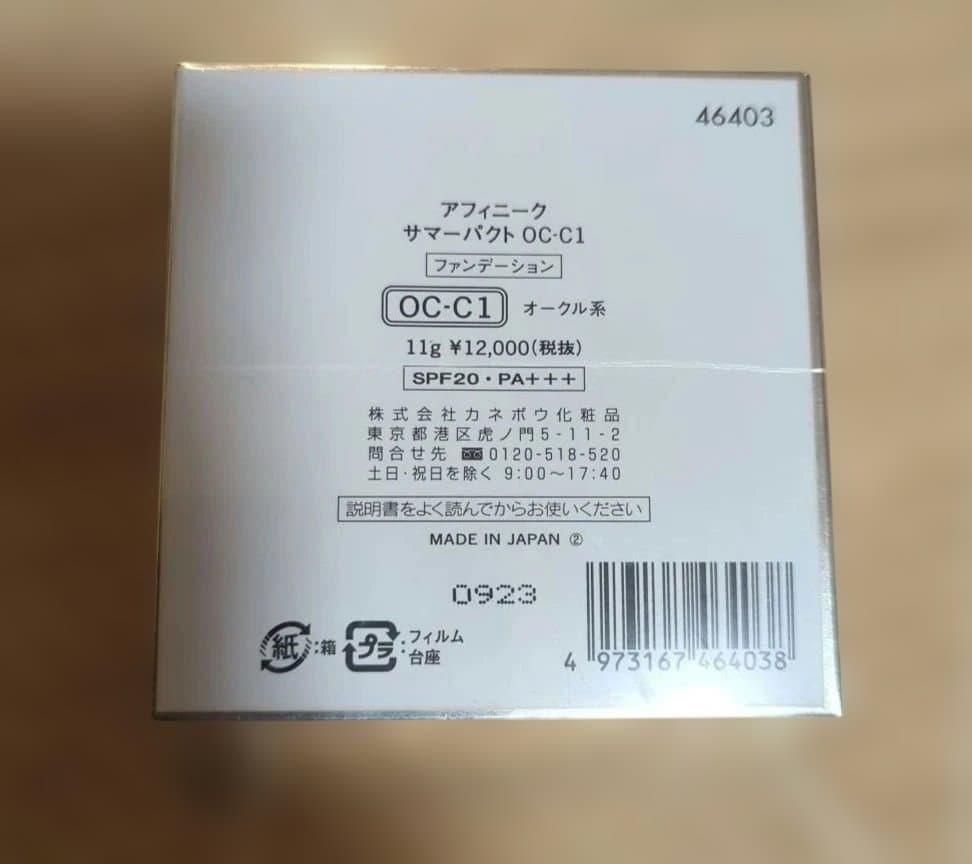 46403
アフィニーク
サマーパクト OC-C1
ファンデーション
OC-C1 オークル系
11g ¥12,000(税抜)
SPF20・PA+++
株式会社カネボウ化粧品
東京都港区虎ノ門5-11-2
問合せ先 0120-518-520
土日・祝日を除く 9:00〜17:40
説明書をよく読んでからお使いください
MADE IN JAPAN ②
0923
紙:箱 プラ:フィルム
台座
4 973167 464038